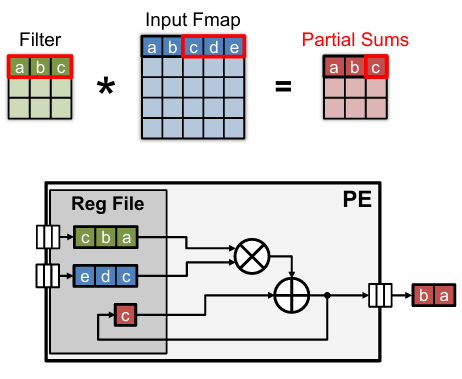 Input Fmap
Filter
Partial Sums
a b c
a b c d e
a b c
*
=
PE
Reg File
c b a
e d c
c
b a